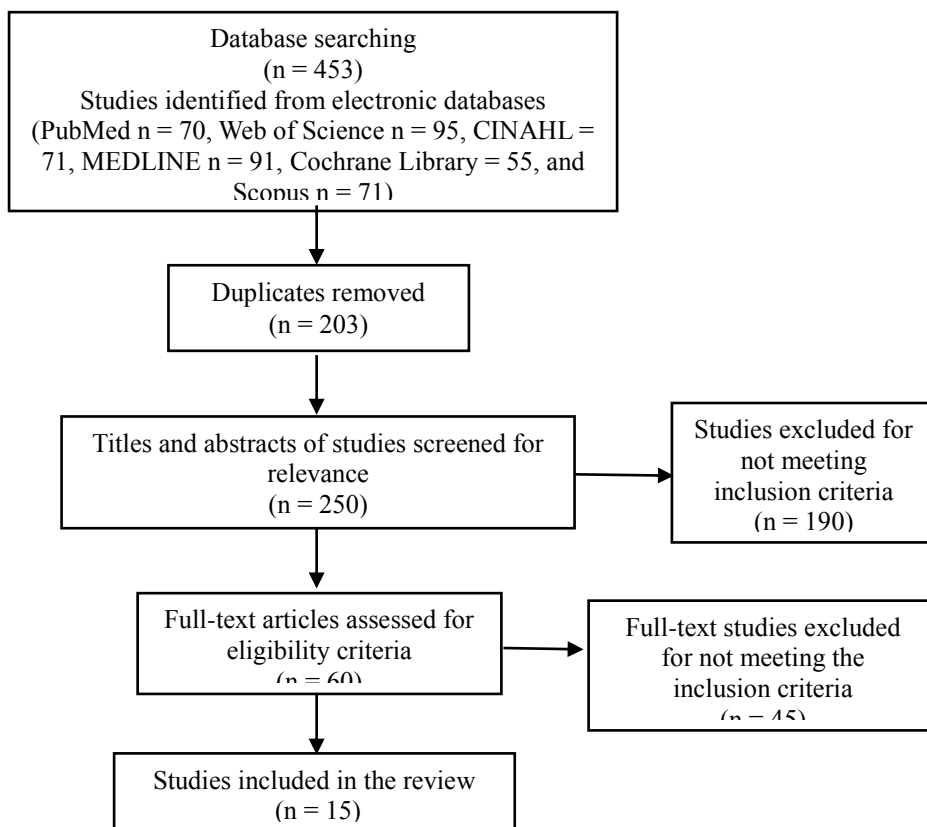 Database searching
(n = 453)
Studies identified from electronic databases
(PubMed n = 70, Web of Science n = 95, CINAHL =
71, MEDLINE n = 91, Cochrane Library = 55, and
Scopus n = 71)
Duplicates removed
(n = 203)
Titles and abstracts of studies screened for
relevance
(n = 250)
Studies excluded for
not meeting
inclusion criteria
(n = 190)
Full-text articles assessed for
eligibility criteria
(n = 60)
Full-text studies excluded
for not meeting the
inclusion criteria
(n = 45)
Studies included in the review
(n = 15)